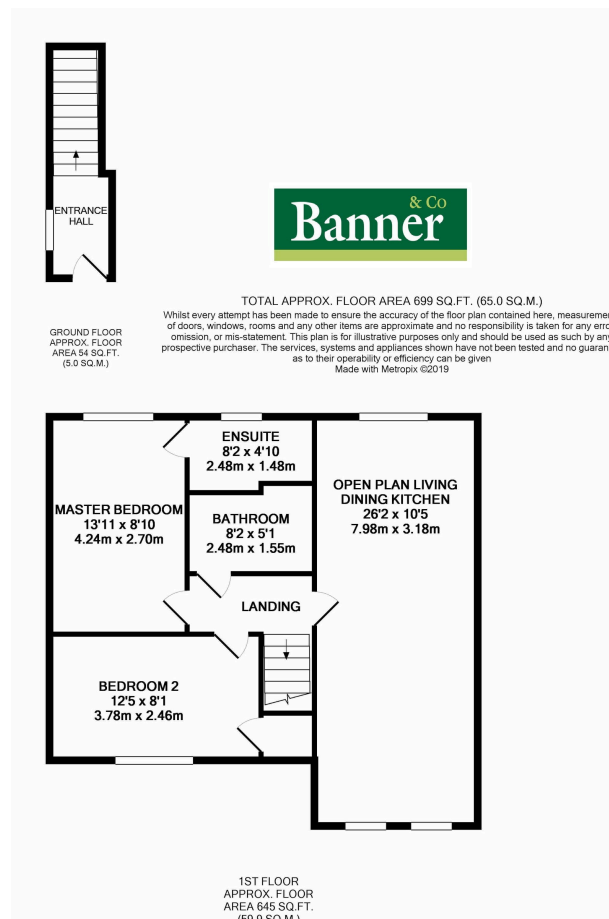 ENTRANCE
HALL
& Co
Banner
TOTAL APPROX. FLOOR AREA 699 SQ.FT. (65.0 SQ.M.)
Whilst every attempt has been made to ensure the accuracy of the floor plan contained here, measuremen
of doors, windows, rooms and any other items are approximate and no responsibility is taken for any erro
omission, or mis-statement. This plan is for illustrative purposes only and should be used as such by any
prospective purchaser. The services, systems and appliances shown have not been tested and no guaran
as to their operability or efficiency can be given
Made with Metropix ©2019
GROUND FLOOR
APPROX. FLOOR
AREA 54 SQ.FT.
(5.0 SQ.M.)
ENSUITE
8'2 x 4'10
2.48m x 1.48m
MASTER BEDROOM
13'11 x 8'10
4.24m x 2.70m
BATHROOM
8'2 x 5'1
2.48m x 1.55m
OPEN PLAN LIVING
DINING KITCHEN
26'2 x 10'5
7.98m x 3.18m
LANDING
BEDROOM 2
12'5 x 8'1
3.78m x 2.46m
1ST FLOOR
APPROX. FLOOR
AREA 645 SQ.FT.
(59.9 SQ.M.)